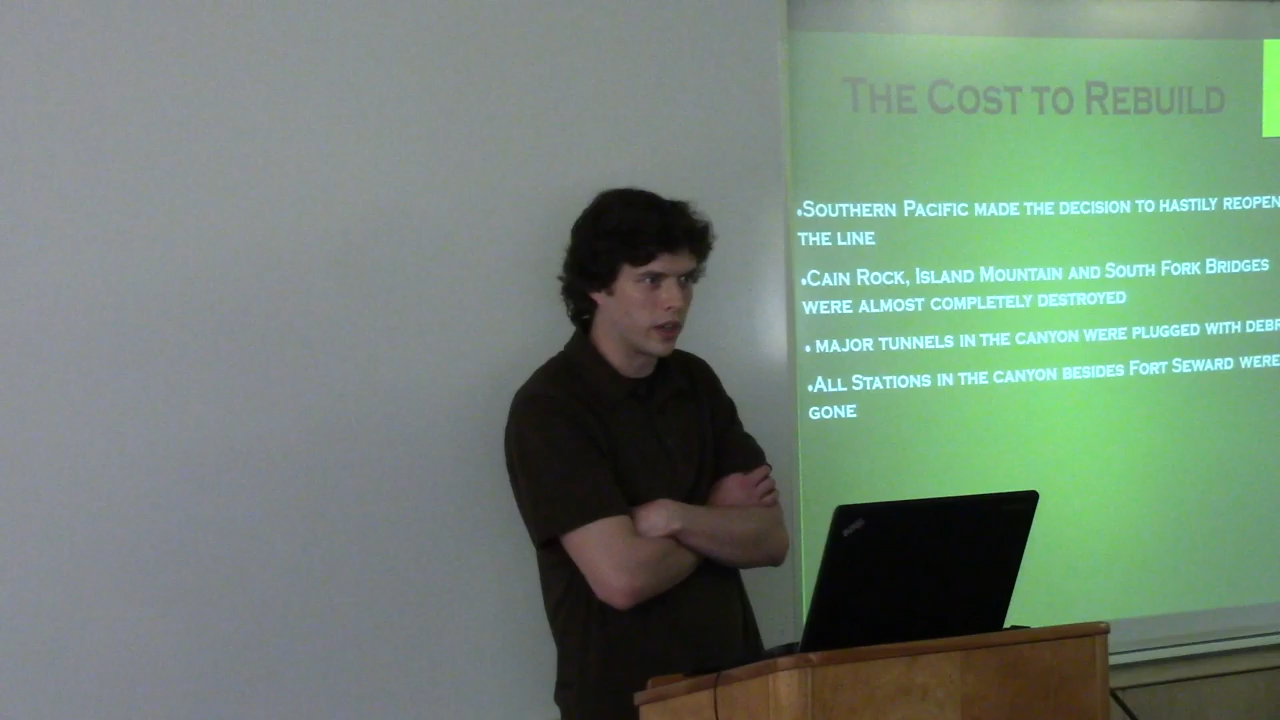 The Cost to Rebuild
•Southern Pacific made the decision to hastily reopen
the line
•Cain Rock, Island Mountain and South Fork Bridges
were almost completely destroyed
• major tunnels in the canyon were plugged with
•All Stations in the canyon besides Fort Seward were
gone
ThinkPad